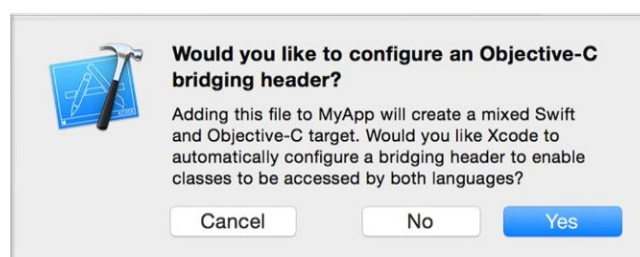 Would you like to configure an Objective-C
bridging header?
Adding this file to MyApp will create a mixed Swift
and Objective-C target. Would you like Xcode to
automatically configure a bridging header to enable
classes to be accessed by both languages?
Cancel No Yes